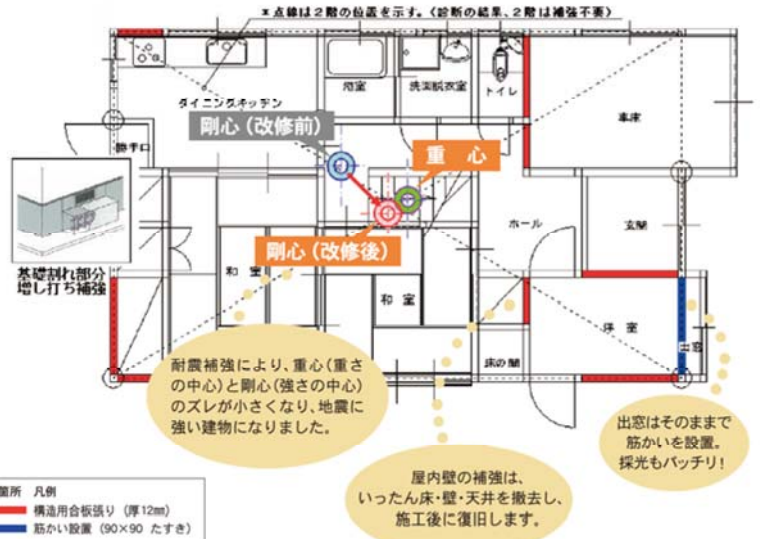 ※点線は2階の位置を示す。(診断の結果、2階は補強不要)
浴室
洗面脱衣室
トイレ
車庫
ダイニングキッチン
剛心(改修前)
勝手口
重 心
ホール
玄関
剛心(改修後)
基礎割れ部分
増し打ち補強
和 室
和 室
洋 室
出窓
床の間
耐震補強により、重心(重さ
の中心)と剛心(強さの中心)
のズレが小さくなり、地震に
強い建物になりました。
出窓はそのままで
筋かいを設置。
採光もバッチリ!
屋内壁の補強は、
いったん床・壁・天井を撤去し、
施工後に復旧します。
箇所 凡例
構造用合板張り(厚12mm)
筋かい設置(90×90 たすき)